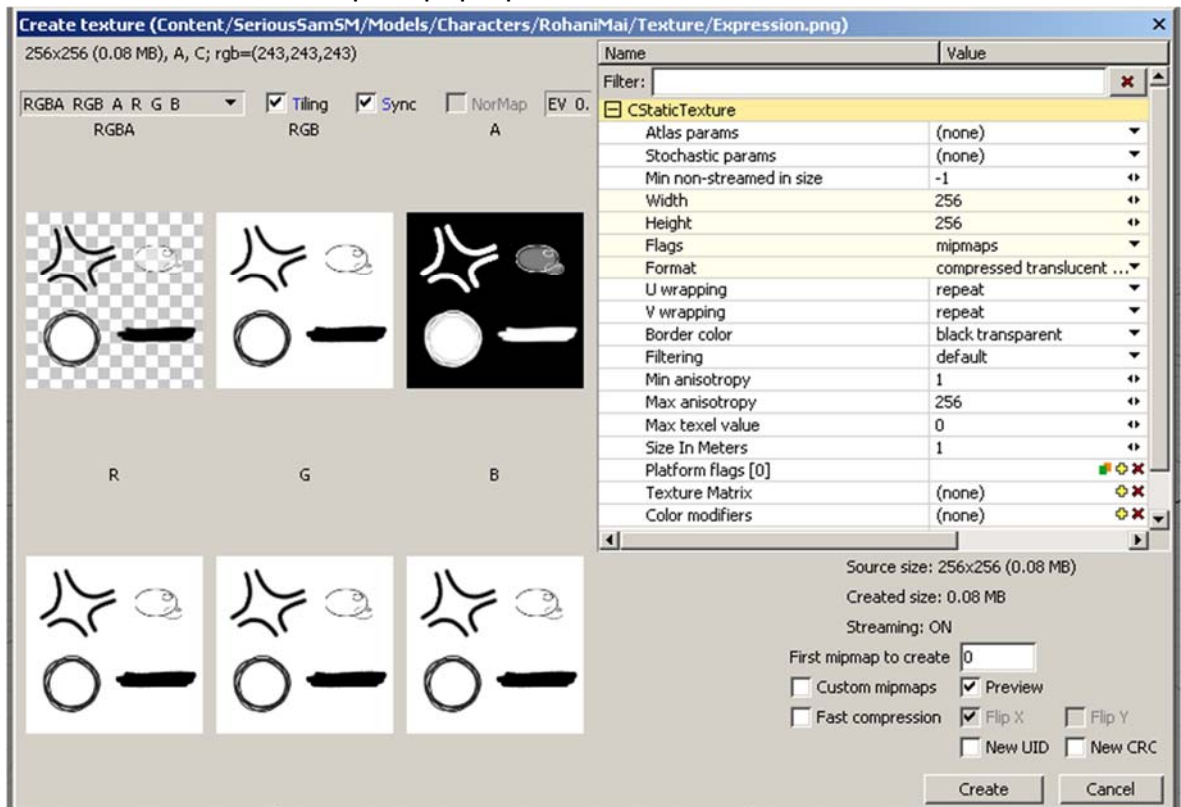 Create texture (Content/SeriousSamSM/Models/Characters/RohaniMai/Texture/Expression.png)
256x256 (0.08 MB), A, C; rgb=(243,243,243)
RGBA RGB A R G B Tiling Sync NorMap EV 0.
RGBA RGB A
R G B
Name Value
Filter:
CStaticTexture
Atlas params (none)
Stochastic params (none)
Min non-streamed in size -1
Width 256
Height 256
Flags mipmaps
Format compressed translucent ...
U wrapping repeat
V wrapping repeat
Border color black transparent
Filtering default
Min anisotropy 1
Max anisotropy 256
Max texel value 0
Size In Meters 1
Platform flags [0]
Texture Matrix (none)
Color modifiers (none)
Source size: 256x256 (0.08 MB)
Created size: 0.08 MB
Streaming: ON
First mipmap to create 0
Custom mipmaps Preview
Fast compression Flip X Flip Y
New UID New CRC
Create Cancel